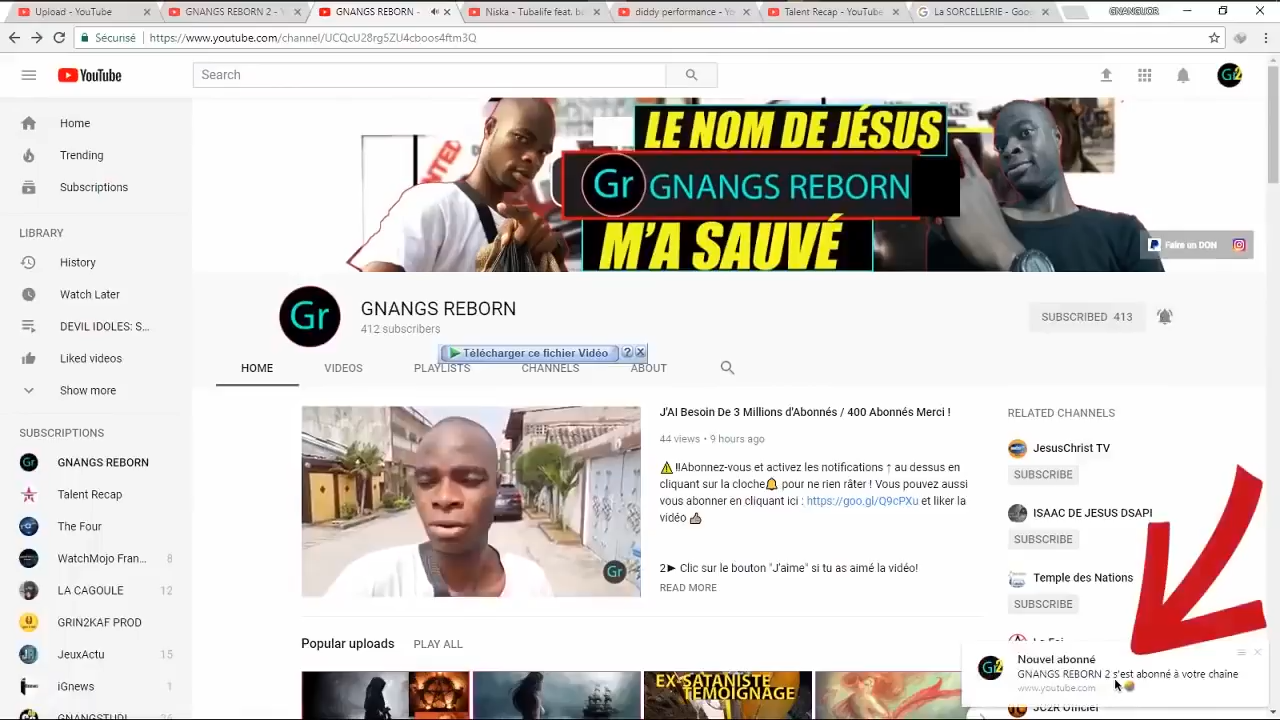 Upload - YouTube
GNANGS REBORN 2 - Y
GNANGS REBORN -
Niska - Tubalife feat. b
diddy performance - Y
Talent Recap - YouTube
La SORCELLERIE - Goo
Sécurisé https://www.youtube.com/channel/UCQcU28rg5ZU4cboos4ftm3Q
YouTube
Search
Gr2
Home
Trending
Subscriptions
LIBRARY
History
Watch Later
DEVIL IDOLES: S...
Liked videos
Show more
SUBSCRIPTIONS
GNANGS REBORN
Talent Recap
The Four
WatchMojo Fran... 8
LA CAGOULE 12
GRIN2KAF PROD
JeuxActu 15
iGnews 1
LE NOM DE JÉSUS
Gr GNANGS REBORN
M'A SAUVÉ
Faire un DON
Gr
GNANGS REBORN
412 subscribers
SUBSCRIBED 413
Télécharger ce fichier Vidéo ? X
HOME VIDEOS PLAYLISTS CHANNELS ABOUT
Gr
J'AI Besoin De 3 Millions d'Abonnés / 400 Abonnés Merci !
44 views • 9 hours ago
⚠️‼Abonnez-vous et activez les notifications ↑ au dessus en
cliquant sur la cloche🔔 pour ne rien râter ! Vous pouvez aussi
vous abonner en cliquant ici : https://goo.gl/Q9cPXu et liker la
vidéo 👍
2► Clic sur le bouton "J'aime" si tu as aimé la vidéo!
READ MORE
RELATED CHANNELS
JesusChrist TV
SUBSCRIBE
ISAAC DE JESUS DSAPI
SUBSCRIBE
Temple des Nations
SUBSCRIBE
Popular uploads PLAY ALL
EX-SATANISTE
TÉMOIGNAGE
Gr2
Nouvel abonné
GNANGS REBORN 2 s'est abonné à votre chaîne
www.youtube.com
JC2R Officiel